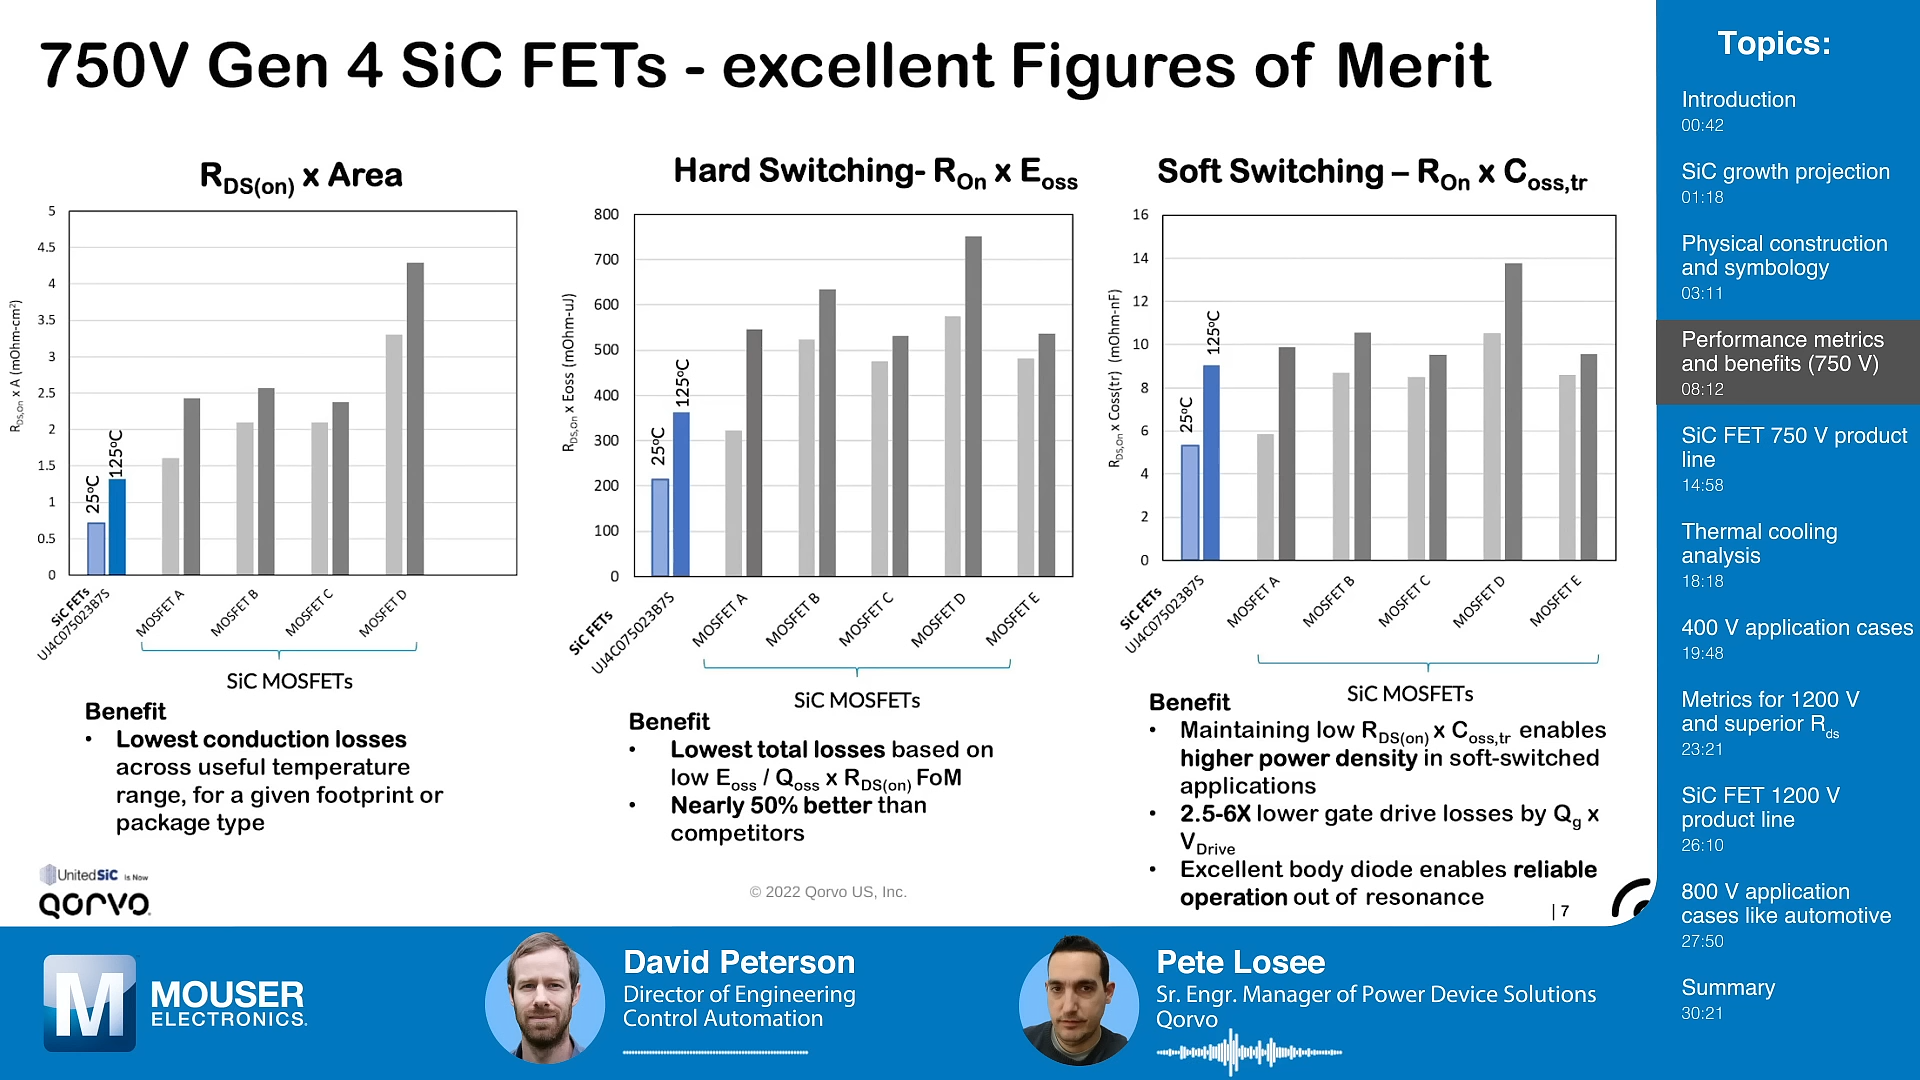 750V Gen 4 SiC FETs - excellent Figures of Merit
RDS(on) x Area
5
4.5
4
3.5
3
2.5
2
1.5
1
0.5
0
RDS,On x A (mOhm-cm²)
25ºC
125ºC
SiC FETs
UJ4C075023B7S
MOSFET A
MOSFET B
MOSFET C
MOSFET D
SiC MOSFETs
Benefit
• Lowest conduction losses
across useful temperature
range, for a given footprint or
package type
Hard Switching- ROn x Eoss
800
700
600
500
400
300
200
100
0
RDS,On x Eoss (mOhm-uJ)
25ºC
125ºC
SiC FETs
UJ4C075023B7S
MOSFET A
MOSFET B
MOSFET C
MOSFET D
MOSFET E
SiC MOSFETs
Benefit
• Lowest total losses based on
low Eoss / Qoss x RDS(on) FoM
• Nearly 50% better than
competitors
Soft Switching – ROn x Coss,tr
16
14
12
10
8
6
4
2
0
RDS,On x Coss(tr) (mOhm-nF)
25ºC
125ºC
SiC FETs
UJ4C075023B7S
MOSFET A
MOSFET B
MOSFET C
MOSFET D
MOSFET E
SiC MOSFETs
Benefit
• Maintaining low RDS(on) x Coss,tr enables
higher power density in soft-switched
applications
• 2.5-6X lower gate drive losses by Qg x
VDrive
• Excellent body diode enables reliable
operation out of resonance
UnitedSiC is Now
QORVO
© 2022 Qorvo US, Inc.
| 7
Topics:
Introduction
00:42
SiC growth projection
01:18
Physical construction
and symbology
03:11
Performance metrics
and benefits (750 V)
08:12
SiC FET 750 V product
line
14:58
Thermal cooling
analysis
18:18
400 V application cases
19:48
Metrics for 1200 V
and superior Rds
23:21
SiC FET 1200 V
product line
26:10
800 V application
cases like automotive
27:50
Summary
30:21
M
MOUSER
ELECTRONICS.
David Peterson
Director of Engineering
Control Automation
Pete Losee
Sr. Engr. Manager of Power Device Solutions
Qorvo